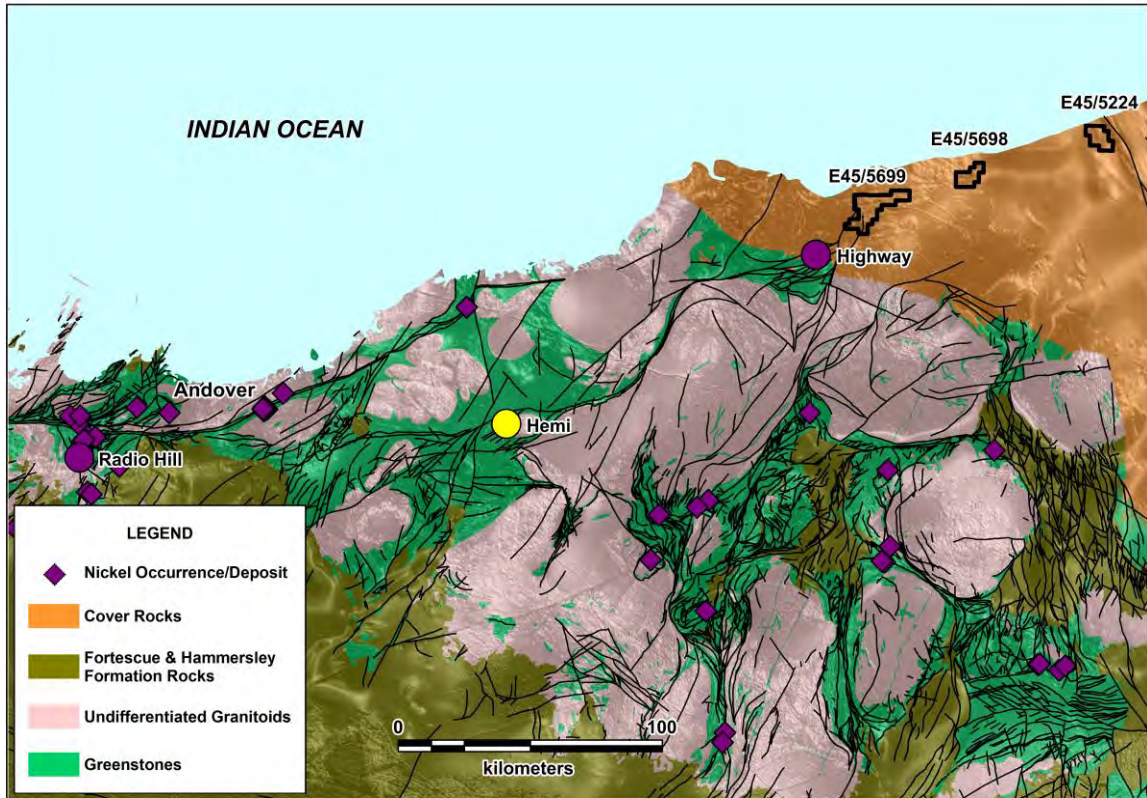 INDIAN OCEAN
E45/5224
E45/5698
E45/5699
Highway
Andover
Hemi
Radio Hill
LEGEND
Nickel Occurrence/Deposit
Cover Rocks
Fortescue & Hammersley
Formation Rocks
Undifferentiated Granitoids
Greenstones
0
100
kilometers